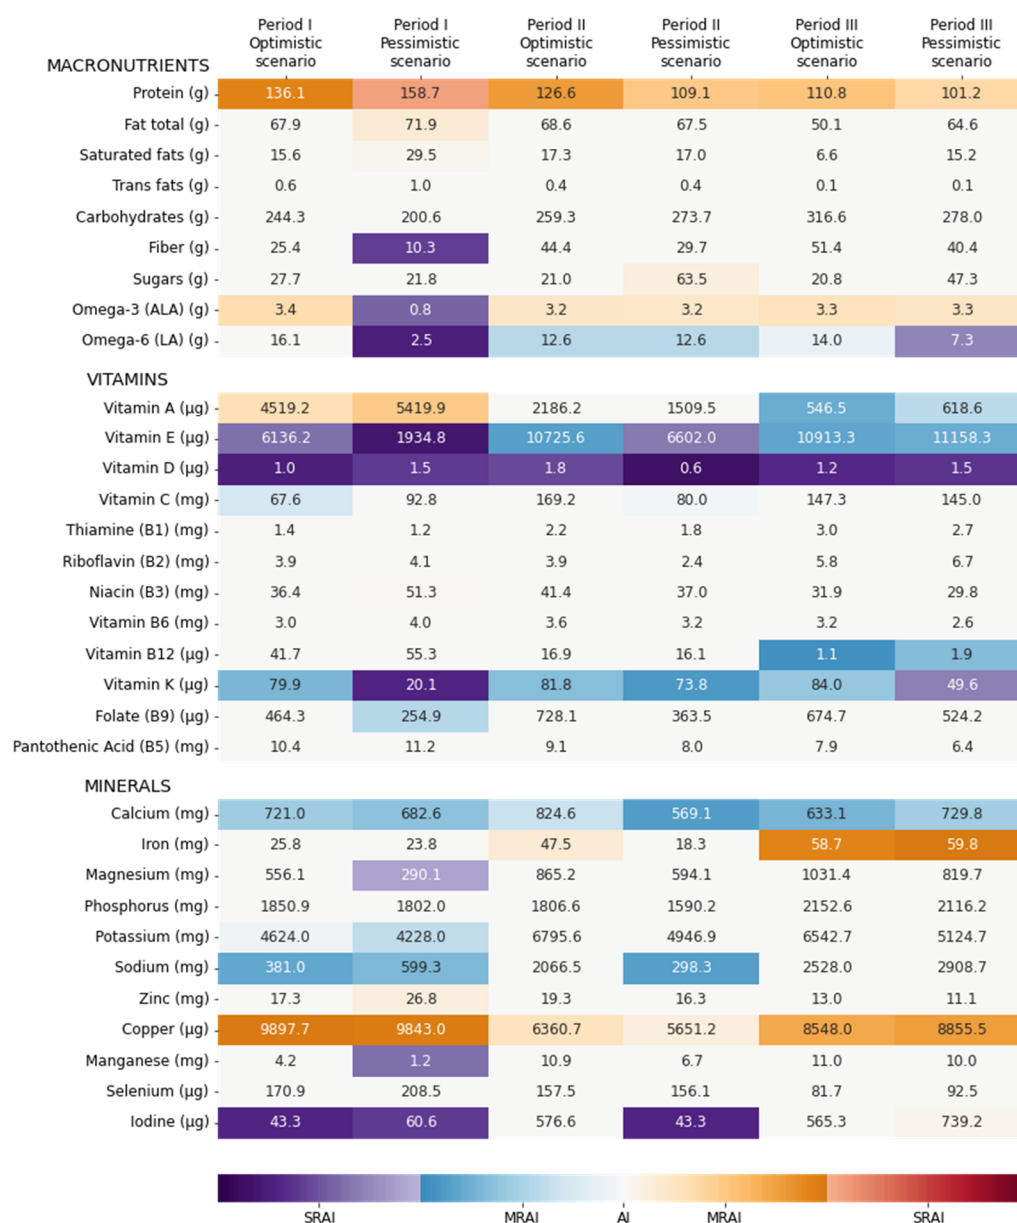 Period I Period I Period II Period II Period III Period III
Optimistic Pessimistic Optimistic Pessimistic Optimistic Pessimistic
scenario scenario scenario scenario scenario scenario
MACRONUTRIENTS
Protein (g) 136.1 158.7 126.6 109.1 110.8 101.2
Fat total (g) 67.9 71.9 68.6 67.5 50.1 64.6
Saturated fats (g) 15.6 29.5 17.3 17.0 6.6 15.2
Trans fats (g) 0.6 1.0 0.4 0.4 0.1 0.1
Carbohydrates (g) 244.3 200.6 259.3 273.7 316.6 278.0
Fiber (g) 25.4 10.3 44.4 29.7 51.4 40.4
Sugars (g) 27.7 21.8 21.0 63.5 20.8 47.3
Omega-3 (ALA) (g) 3.4 0.8 3.2 3.2 3.3 3.3
Omega-6 (LA) (g) 16.1 2.5 12.6 12.6 14.0 7.3
VITAMINS
Vitamin A (µg) 4519.2 5419.9 2186.2 1509.5 546.5 618.6
Vitamin E (µg) 6136.2 1934.8 10725.6 6602.0 10913.3 11158.3
Vitamin D (µg) 1.0 1.5 1.8 0.6 1.2 1.5
Vitamin C (mg) 67.6 92.8 169.2 80.0 147.3 145.0
Thiamine (B1) (mg) 1.4 1.2 2.2 1.8 3.0 2.7
Riboflavin (B2) (mg) 3.9 4.1 3.9 2.4 5.8 6.7
Niacin (B3) (mg) 36.4 51.3 41.4 37.0 31.9 29.8
Vitamin B6 (mg) 3.0 4.0 3.6 3.2 3.2 2.6
Vitamin B12 (µg) 41.7 55.3 16.9 16.1 1.1 1.9
Vitamin K (µg) 79.9 20.1 81.8 73.8 84.0 49.6
Folate (B9) (µg) 464.3 254.9 728.1 363.5 674.7 524.2
Pantothenic Acid (B5) (mg) 10.4 11.2 9.1 8.0 7.9 6.4
MINERALS
Calcium (mg) 721.0 682.6 824.6 569.1 633.1 729.8
Iron (mg) 25.8 23.8 47.5 18.3 58.7 59.8
Magnesium (mg) 556.1 290.1 865.2 594.1 1031.4 819.7
Phosphorus (mg) 1850.9 1802.0 1806.6 1590.2 2152.6 2116.2
Potassium (mg) 4624.0 4228.0 6795.6 4946.9 6542.7 5124.7
Sodium (mg) 381.0 599.3 2066.5 298.3 2528.0 2908.7
Zinc (mg) 17.3 26.8 19.3 16.3 13.0 11.1
Copper (µg) 9897.7 9843.0 6360.7 5651.2 8548.0 8855.5
Manganese (mg) 4.2 1.2 10.9 6.7 11.0 10.0
Selenium (µg) 170.9 208.5 157.5 156.1 81.7 92.5
Iodine (µg) 43.3 60.6 576.6 43.3 565.3 739.2
SRAI MRAI AI MRAI SRAI